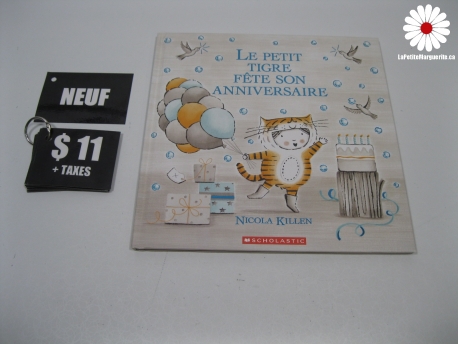 LaPetiteMarguerite.ca
NEUF
$ 11
+ TAXES
LE PETIT
TIGRE
FÊTE SON
ANNIVERSAIRE
NICOLA KILLEN
SCHOLASTIC